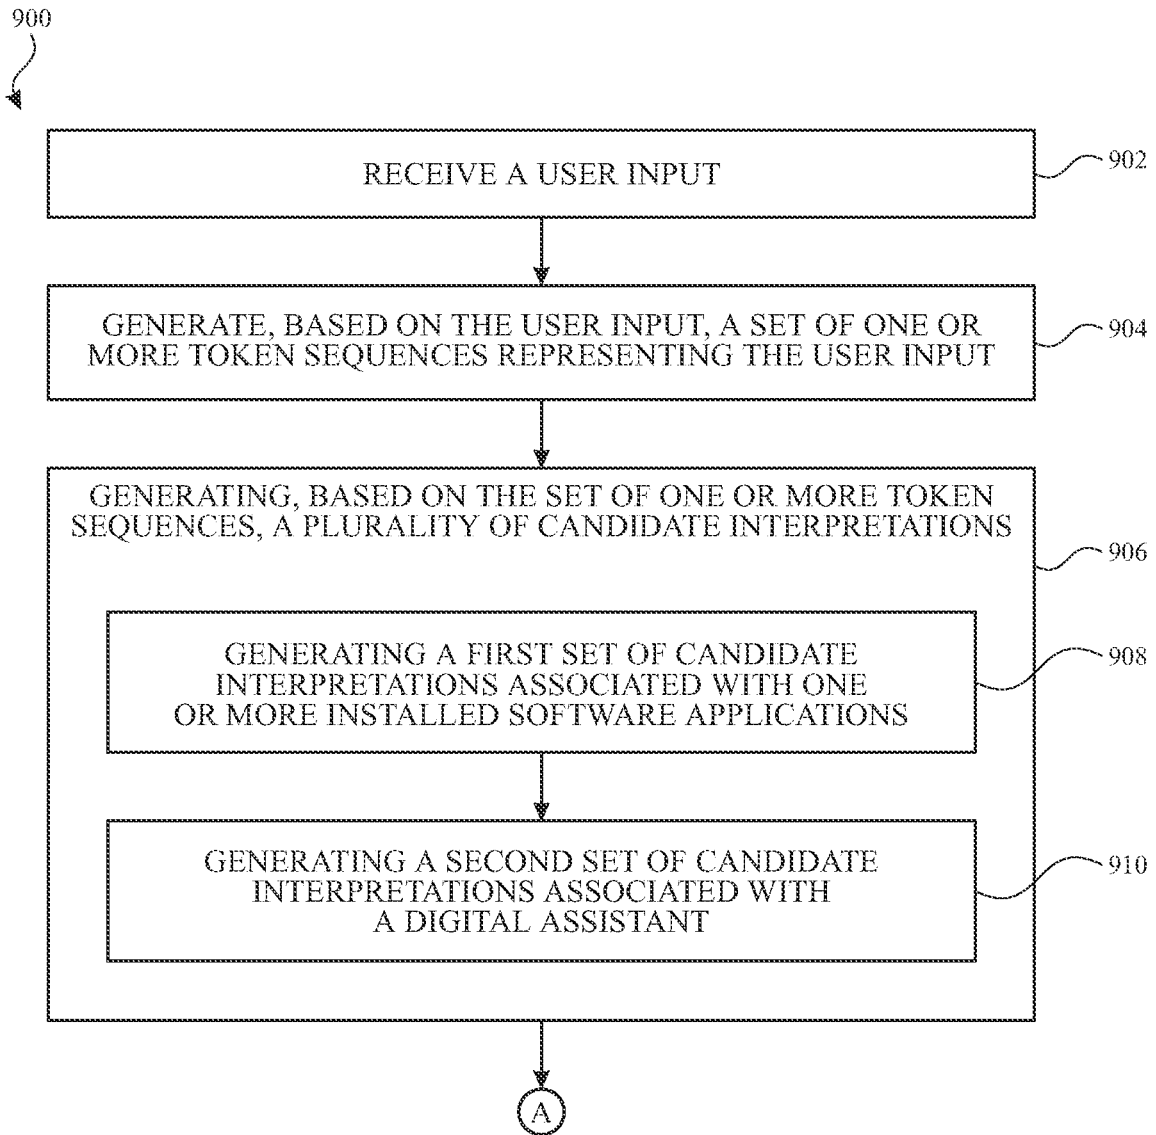 900
RECEIVE A USER INPUT
902
GENERATE, BASED ON THE USER INPUT, A SET OF ONE OR
MORE TOKEN SEQUENCES REPRESENTING THE USER INPUT
904
GENERATING, BASED ON THE SET OF ONE OR MORE TOKEN
SEQUENCES, A PLURALITY OF CANDIDATE INTERPRETATIONS
906
GENERATING A FIRST SET OF CANDIDATE
INTERPRETATIONS ASSOCIATED WITH ONE
OR MORE INSTALLED SOFTWARE APPLICATIONS
908
GENERATING A SECOND SET OF CANDIDATE
INTERPRETATIONS ASSOCIATED WITH
A DIGITAL ASSISTANT
910
A